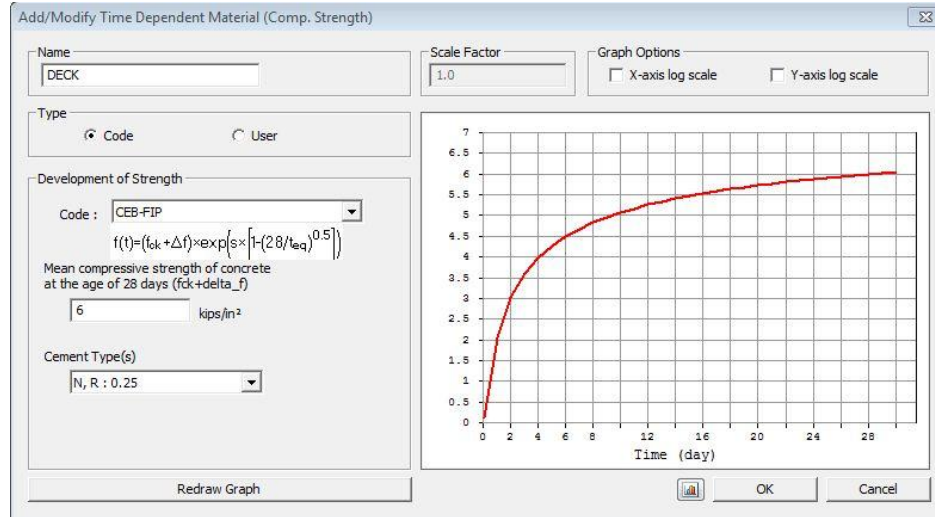 Add/Modify Time Dependent Material (Comp. Strength)
Name
DECK
Scale Factor
1.0
Graph Options
X-axis log scale
Y-axis log scale
Type
Code
User
Development of Strength
Code :
CEB-FIP
f(t)=(fck+Δf)×exp{s×[1-(28/teq)^0.5]}
Mean compressive strength of concrete
at the age of 28 days (fck+delta_f)
6
kips/in²
Cement Type(s)
N, R : 0.25
Redraw Graph
7
6.5
6
5.5
5
4.5
4
3.5
3
2.5
2
1.5
1
0.5
0
0 2 4 6 8 12 16 20 24 28
Time (day)
OK
Cancel